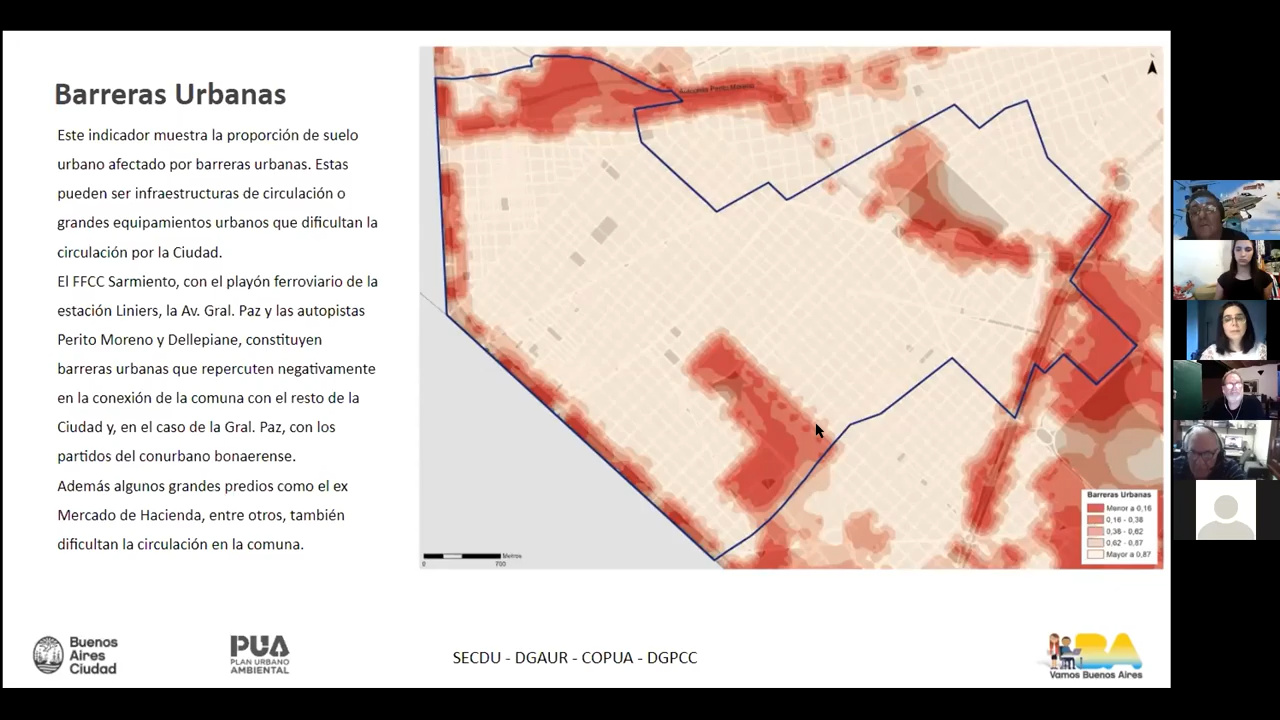 Barreras Urbanas
Este indicador muestra la proporción de suelo
urbano afectado por barreras urbanas. Estas
pueden ser infraestructuras de circulación o
grandes equipamientos urbanos que dificultan la
circulación por la Ciudad.
El FFCC Sarmiento, con el playón ferroviario de la
estación Liniers, la Av. Gral. Paz y las autopistas
Perito Moreno y Dellepiane, constituyen
barreras urbanas que repercuten negativamente
en la conexión de la comuna con el resto de la
Ciudad y, en el caso de la Gral. Paz, con los
partidos del conurbano bonaerense.
Además algunos grandes predios como el ex
Mercado de Hacienda, entre otros, también
dificultan la circulación en la comuna.
Autopista Perito Moreno
Barreras Urbanas
Menor a 0,16
0,16 - 0,38
0,38 - 0,62
0,62 - 0,87
Mayor a 0,87
Metros
0 700
Buenos
Aires
Ciudad
PUA
PLAN URBANO
AMBIENTAL
SECDU - DGAUR - COPUA - DGPCC
BA
Vamos Buenos Aires